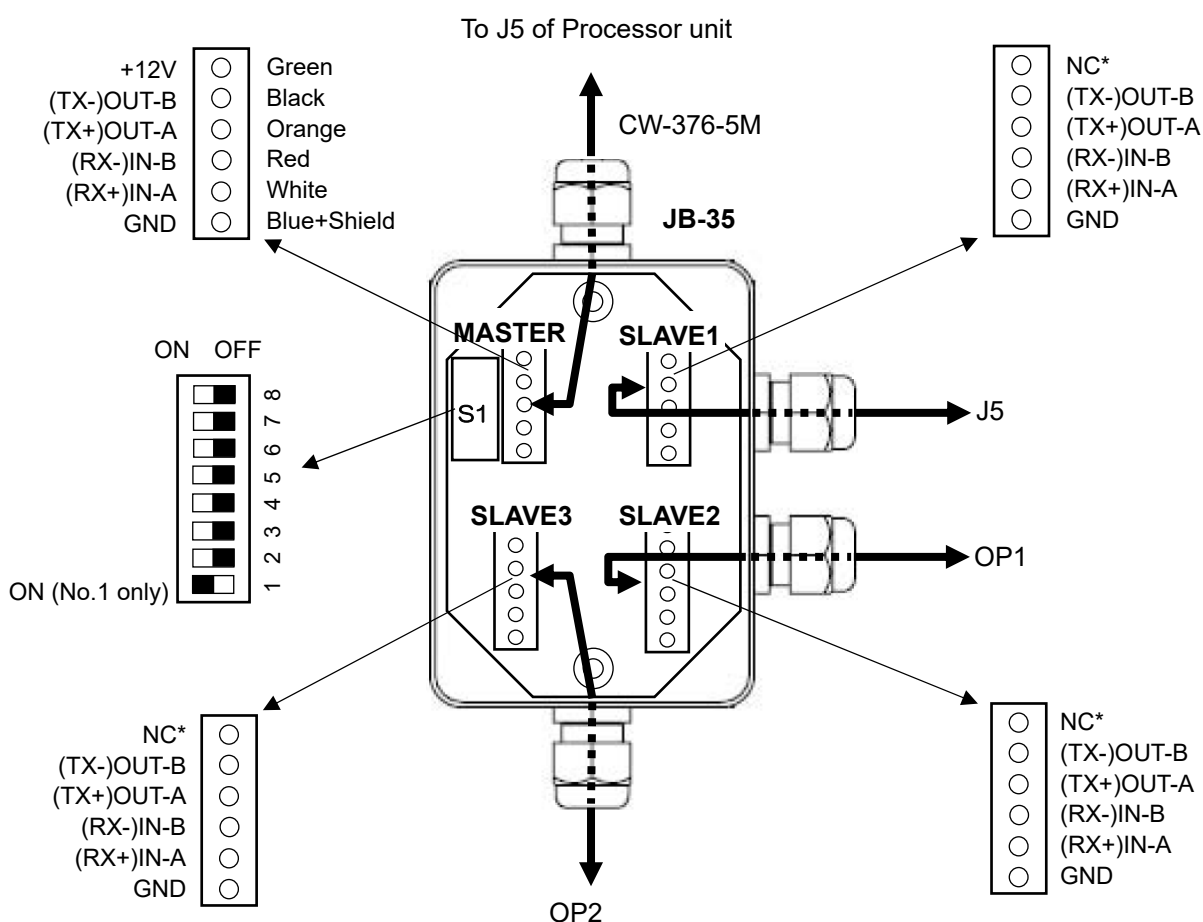 To J5 of Processor unit
+12V Green
(TX-)OUT-B Black
(TX+)OUT-A Orange
(RX-)IN-B Red
(RX+)IN-A White
GND Blue+Shield
NC*
(TX-)OUT-B
(TX+)OUT-A
(RX-)IN-B
(RX+)IN-A
GND
CW-376-5M
JB-35
MASTER
SLAVE1
S1
J5
ON OFF
8
7
6
5
4
3
2
1
ON (No.1 only)
SLAVE3
SLAVE2
OP1
NC*
(TX-)OUT-B
(TX+)OUT-A
(RX-)IN-B
(RX+)IN-A
GND
NC*
(TX-)OUT-B
(TX+)OUT-A
(RX-)IN-B
(RX+)IN-A
GND
OP2